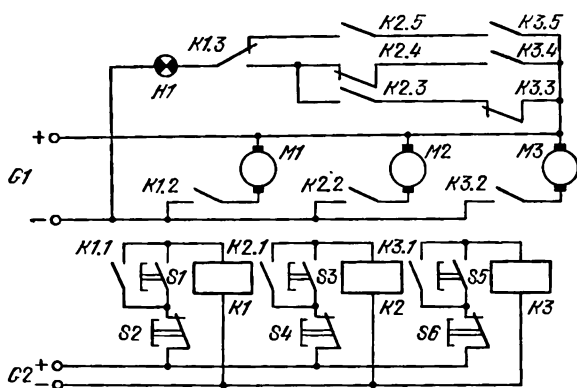 K1.3
K2.5
K3.5
H1
K2.4
K3.4
K2.3
K3.3
+
G1
M1
M2
M3
K1.2
K2.2
K3.2
−
K1.1
S1
K1
K2.1
S3
K2
K3.1
S5
K3
S2
S4
S6
G2
+
−